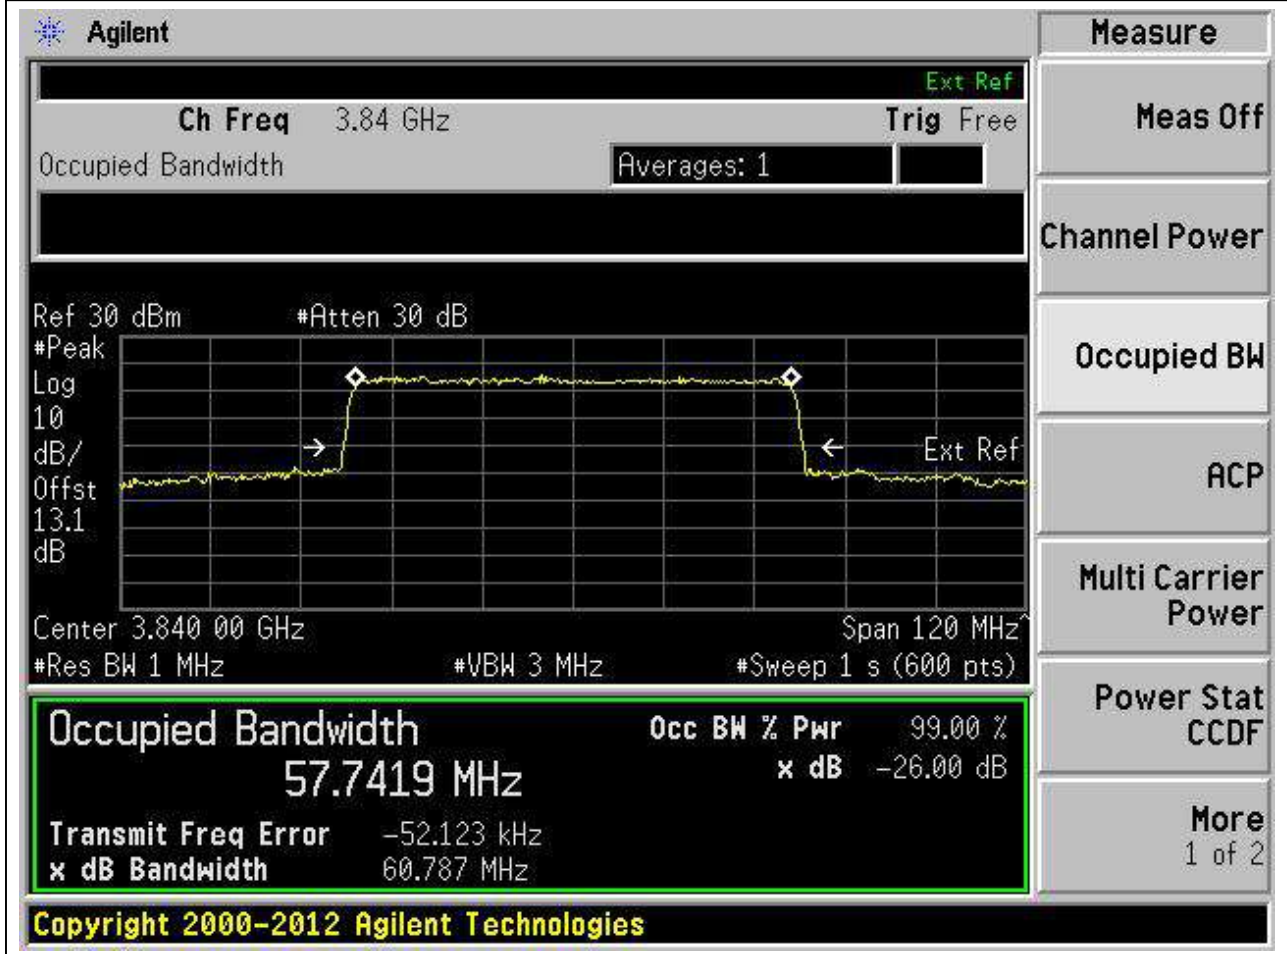 Agilent
Measure
Ext Ref
Ch Freq 3.84 GHz Trig Free
Meas Off
Occupied Bandwidth Averages: 1
Channel Power
Ref 30 dBm #Atten 30 dB
#Peak
Log
10
dB/
Offst
13.1
dB
Ext Ref
Occupied BW
ACP
Center 3.840 00 GHz Span 120 MHz^
#Res BW 1 MHz #VBW 3 MHz #Sweep 1 s (600 pts)
Multi Carrier
Power
Occupied Bandwidth Occ BW % Pwr 99.00 %
57.7419 MHz x dB -26.00 dB
Transmit Freq Error -52.123 kHz
x dB Bandwidth 60.787 MHz
Power Stat
CCDF
More
1 of 2
Copyright 2000-2012 Agilent Technologies